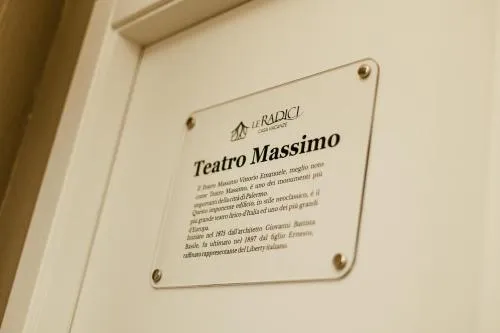 LE RADICI
CASA VACANZE
Teatro Massimo
Il Teatro Massimo Vittorio Emanuele, meglio noto
come Teatro Massimo, è uno dei monumenti più
importanti della città di Palermo.
Questo imponente edificio, in stile neoclassico, è il
più grande teatro lirico d'Italia ed uno dei più grandi
d'Europa.
Iniziato nel 1875 dall'architetto Giovanni Battista
Basile, fu ultimato nel 1897 dal figlio Ernesto,
raffinato rappresentante del Liberty italiano.